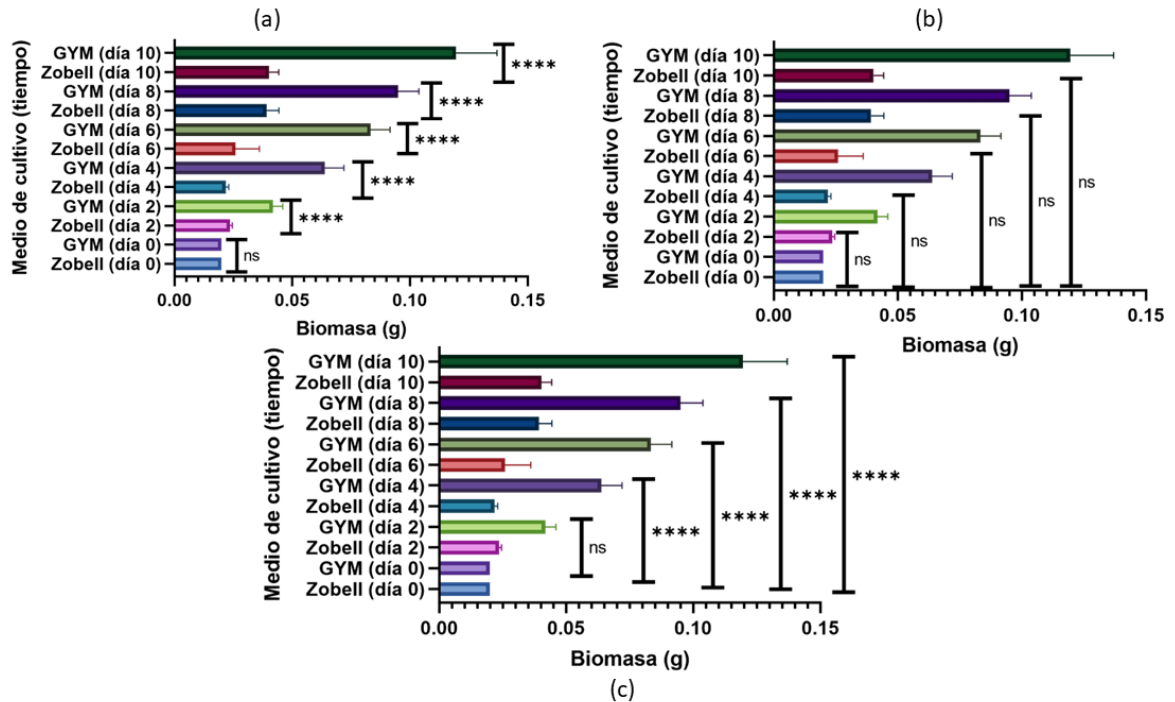 (a)
Medio de cultivo (tiempo)
GYM (día 10)
Zobell (día 10)
GYM (día 8)
Zobell (día 8)
GYM (día 6)
Zobell (día 6)
GYM (día 4)
Zobell (día 4)
GYM (día 2)
Zobell (día 2)
GYM (día 0)
Zobell (día 0)
****
****
****
****
****
ns
0.00 0.05 0.10 0.15
Biomasa (g)
(b)
Medio de cultivo (tiempo)
GYM (día 10)
Zobell (día 10)
GYM (día 8)
Zobell (día 8)
GYM (día 6)
Zobell (día 6)
GYM (día 4)
Zobell (día 4)
GYM (día 2)
Zobell (día 2)
GYM (día 0)
Zobell (día 0)
ns
ns
ns
ns
ns
0.00 0.05 0.10 0.15
Biomasa (g)
Medio de cultivo (tiempo)
GYM (día 10)
Zobell (día 10)
GYM (día 8)
Zobell (día 8)
GYM (día 6)
Zobell (día 6)
GYM (día 4)
Zobell (día 4)
GYM (día 2)
Zobell (día 2)
GYM (día 0)
Zobell (día 0)
ns
****
****
****
****
0.00 0.05 0.10 0.15
Biomasa (g)
(c)